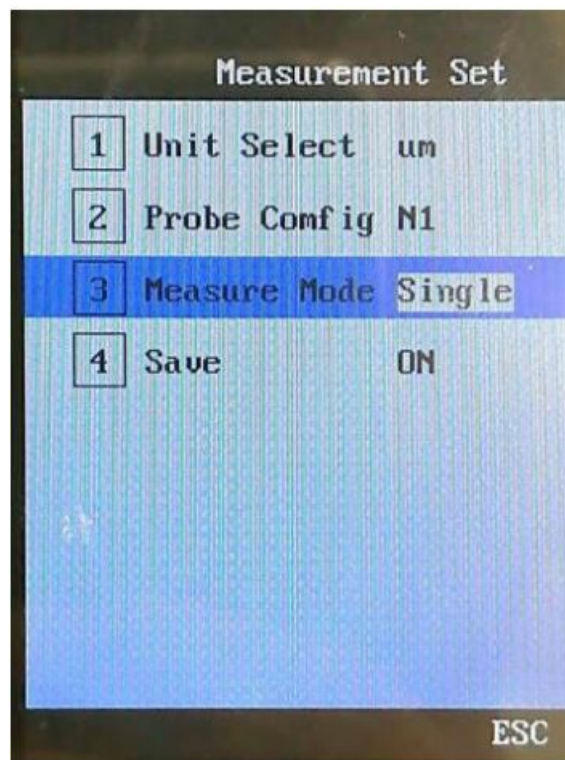 Measurement Set
1 Unit Select um
2 Probe Comfig N1
3 Measure Mode Single
4 Save ON
ESC